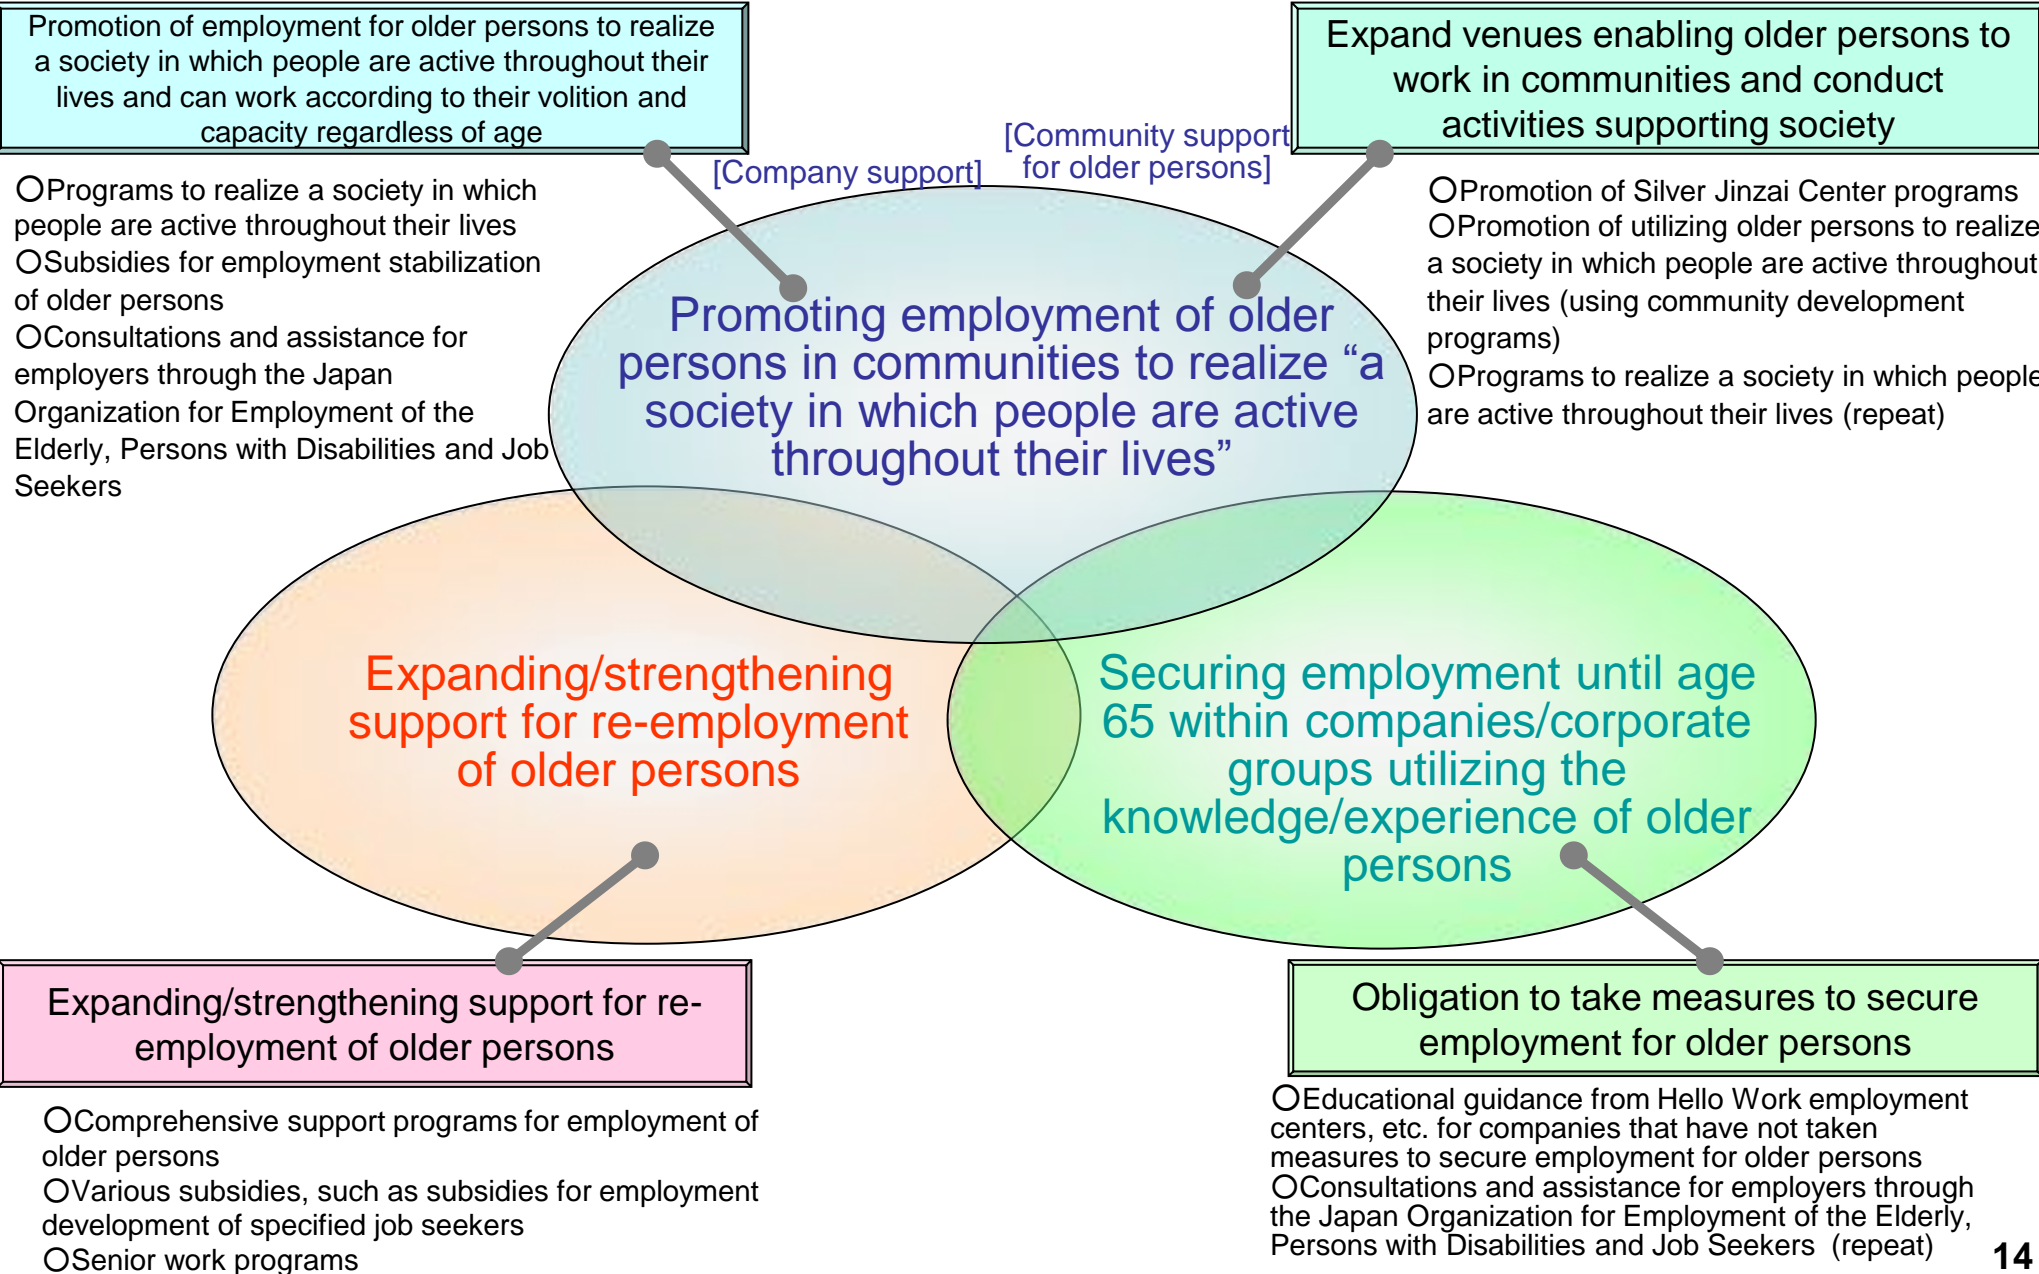 Promotion of employment for older persons to realize
a society in which people are active throughout their
lives and can work according to their volition and
capacity regardless of age
Expand venues enabling older persons to
work in communities and conduct
activities supporting society
[Company support]
[Community support
for older persons]
○Programs to realize a society in which
people are active throughout their lives
○Subsidies for employment stabilization
of older persons
○Consultations and assistance for
employers through the Japan
Organization for Employment of the
Elderly, Persons with Disabilities and Job
Seekers
○Promotion of Silver Jinzai Center programs
○Promotion of utilizing older persons to realize
a society in which people are active throughout
their lives (using community development
programs)
○Programs to realize a society in which people
are active throughout their lives (repeat)
Promoting employment of older
persons in communities to realize “a
society in which people are active
throughout their lives”
Expanding/strengthening
support for re-employment
of older persons
Securing employment until age
65 within companies/corporate
groups utilizing the
knowledge/experience of older
persons
Expanding/strengthening support for re-
employment of older persons
○Comprehensive support programs for employment of
older persons
○Various subsidies, such as subsidies for employment
development of specified job seekers
○Senior work programs
Obligation to take measures to secure
employment for older persons
○Educational guidance from Hello Work employment
centers, etc. for companies that have not taken
measures to secure employment for older persons
○Consultations and assistance for employers through
the Japan Organization for Employment of the Elderly,
Persons with Disabilities and Job Seekers (repeat)
14